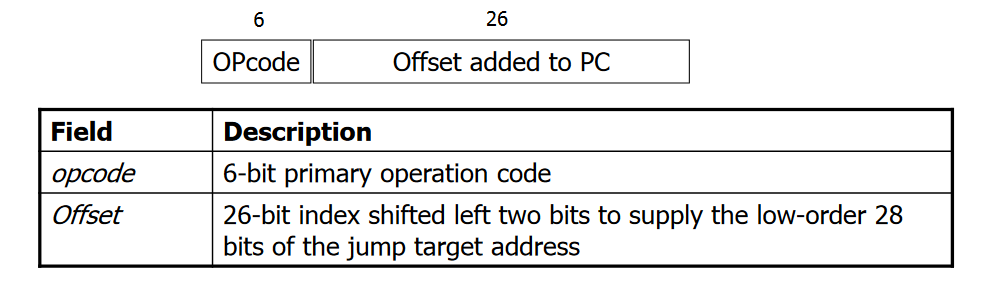 6 26
OPcode Offset added to PC
Field Description
opcode 6-bit primary operation code
Offset 26-bit index shifted left two bits to supply the low-order 28
bits of the jump target address